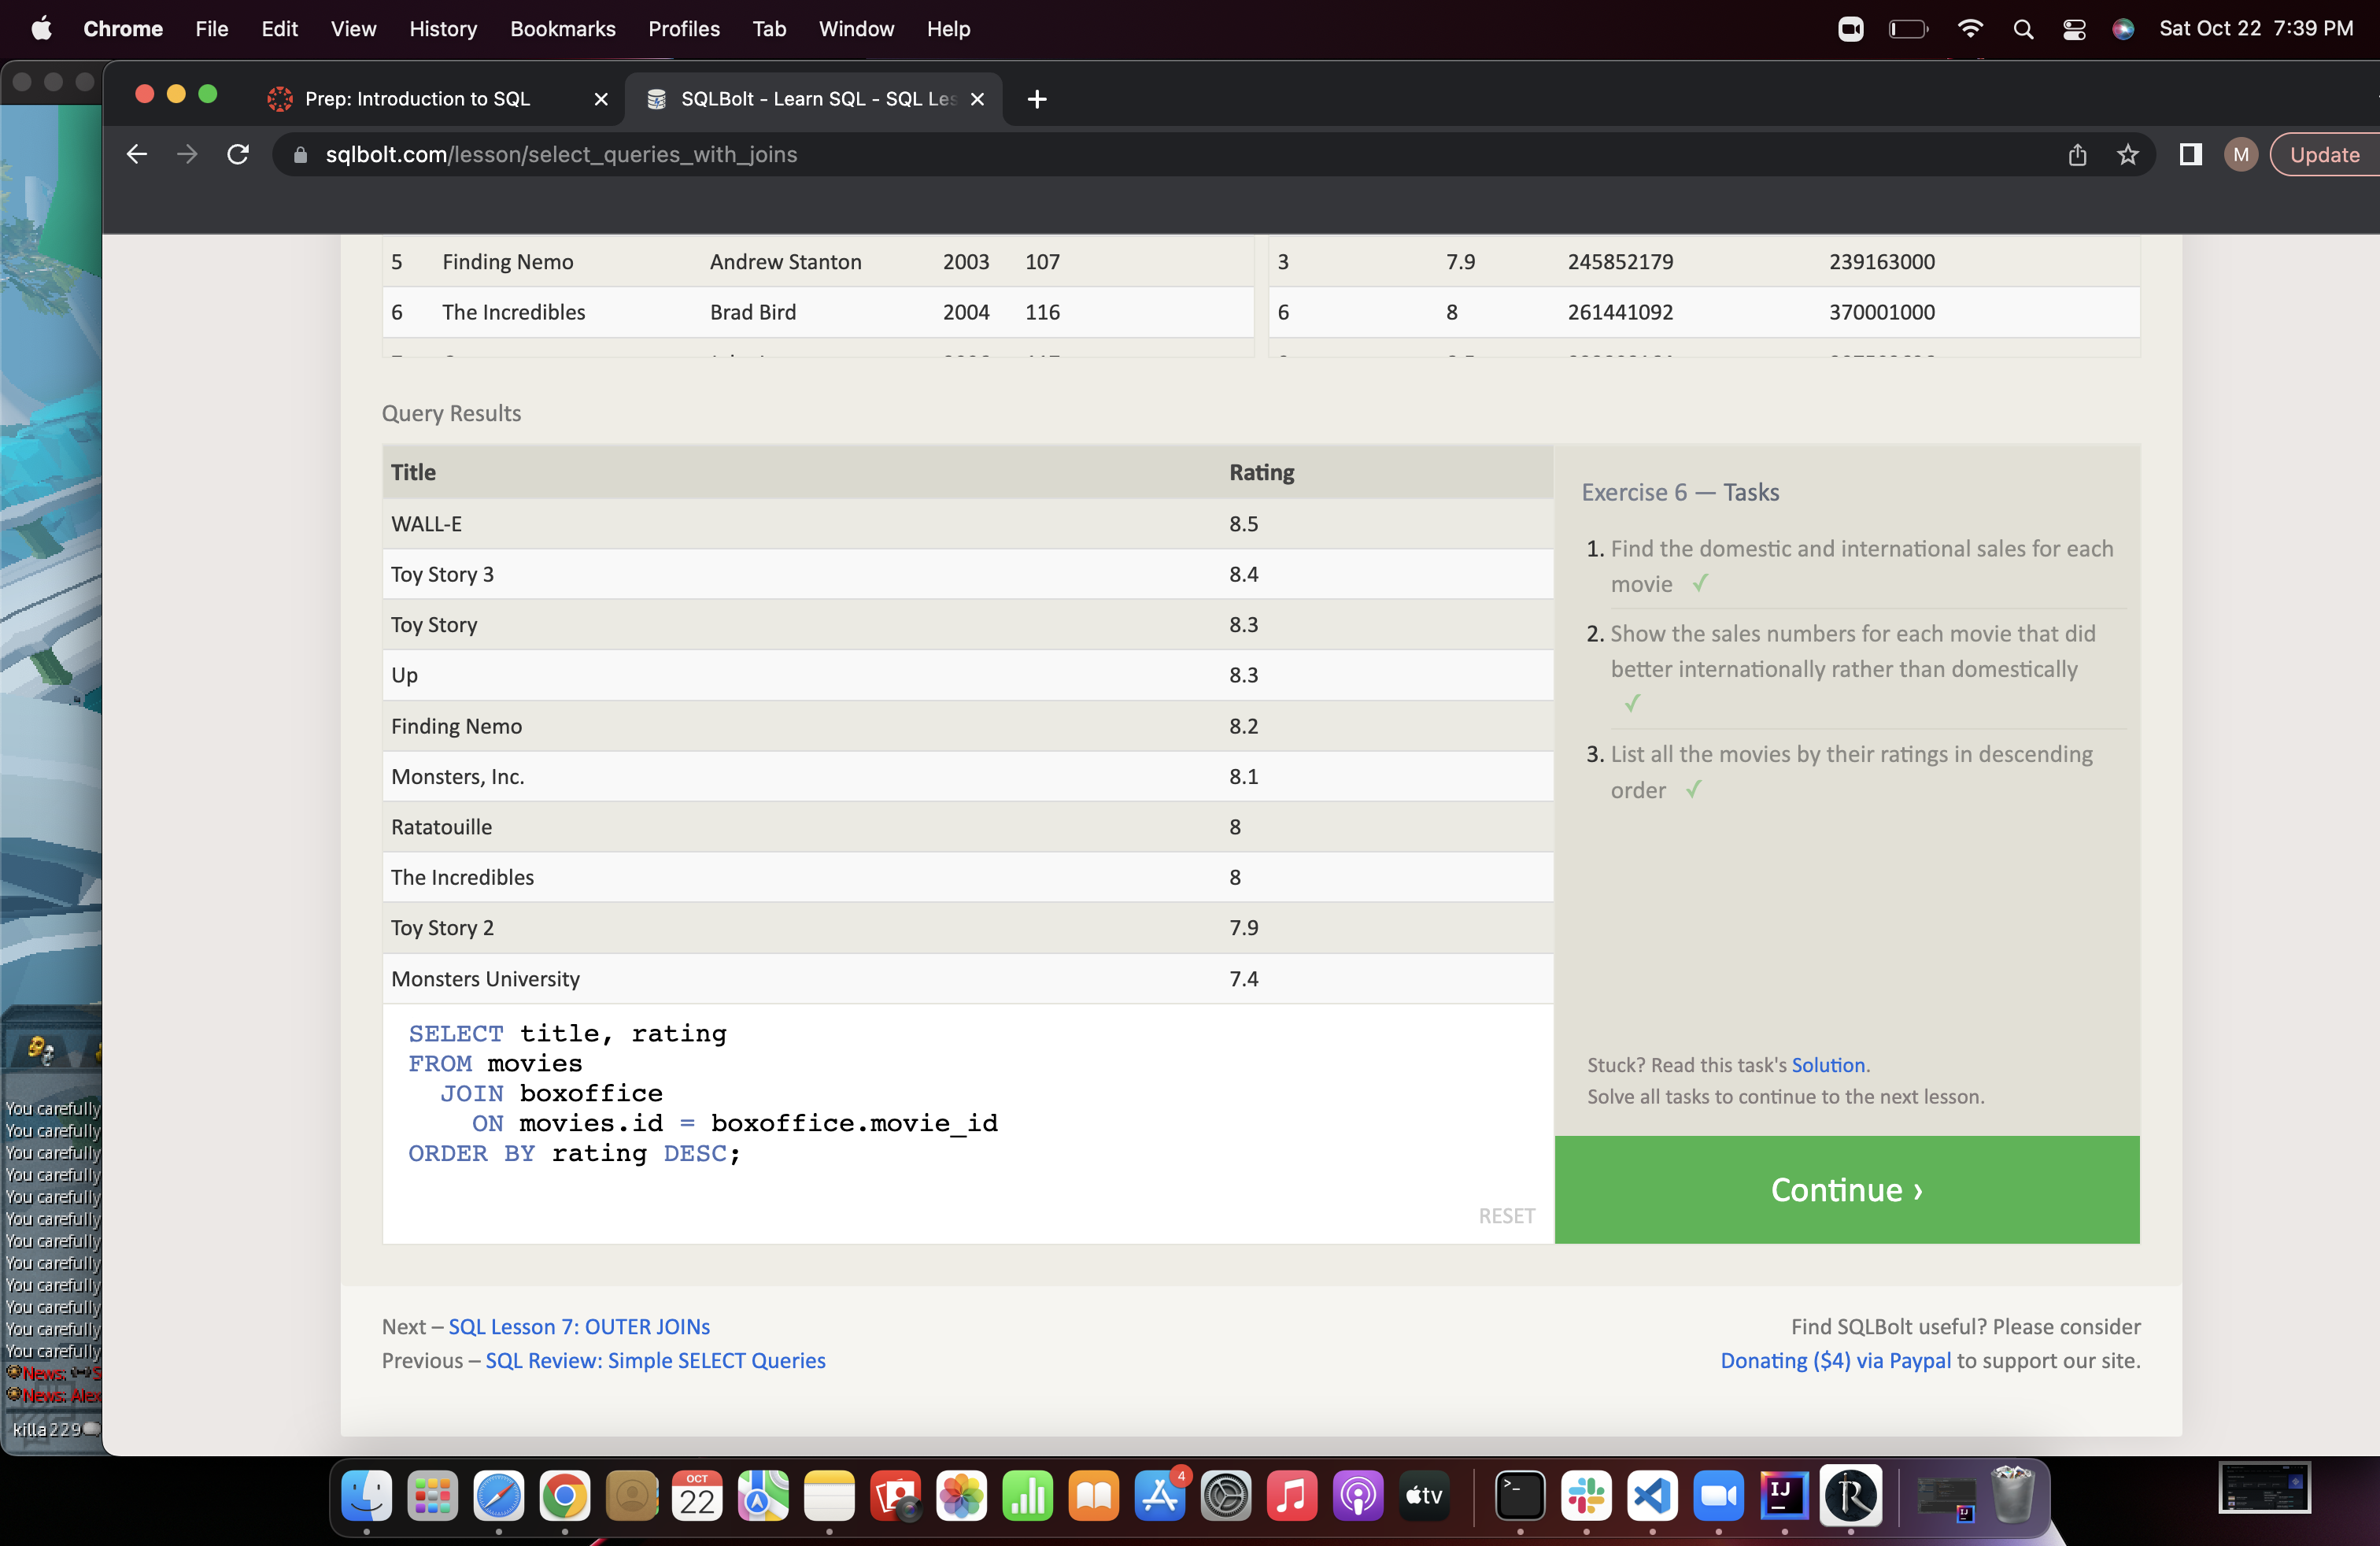 Chrome File Edit View History Bookmarks Profiles Tab Window Help Sat Oct 22 7:39 PM
Prep: Introduction to SQL
SQLBolt - Learn SQL - SQL Les
sqlbolt.com/lesson/select_queries_with_joins
M
Update
5 Finding Nemo Andrew Stanton 2003 107
3 7.9 245852179 239163000
6 The Incredibles Brad Bird 2004 116
6 8 261441092 370001000
Query Results
Title Rating
WALL-E 8.5
Toy Story 3 8.4
Toy Story 8.3
Up 8.3
Finding Nemo 8.2
Monsters, Inc. 8.1
Ratatouille 8
The Incredibles 8
Toy Story 2 7.9
Monsters University 7.4
SELECT title, rating
FROM movies
JOIN boxoffice
ON movies.id = boxoffice.movie_id
ORDER BY rating DESC;
RESET
Exercise 6 — Tasks
1. Find the domestic and international sales for each
movie ✓
2. Show the sales numbers for each movie that did
better internationally rather than domestically
✓
3. List all the movies by their ratings in descending
order ✓
Stuck? Read this task's Solution.
Solve all tasks to continue to the next lesson.
Continue ›
Next – SQL Lesson 7: OUTER JOINs
Previous – SQL Review: Simple SELECT Queries
Find SQLBolt useful? Please consider
Donating ($4) via Paypal to support our site.
You carefully
You carefully
You carefully
You carefully
You carefully
You carefully
You carefully
You carefully
You carefully
You carefully
You carefully
You carefully
News:
News: Alex
killa229
OCT
22
4
tv
IJ